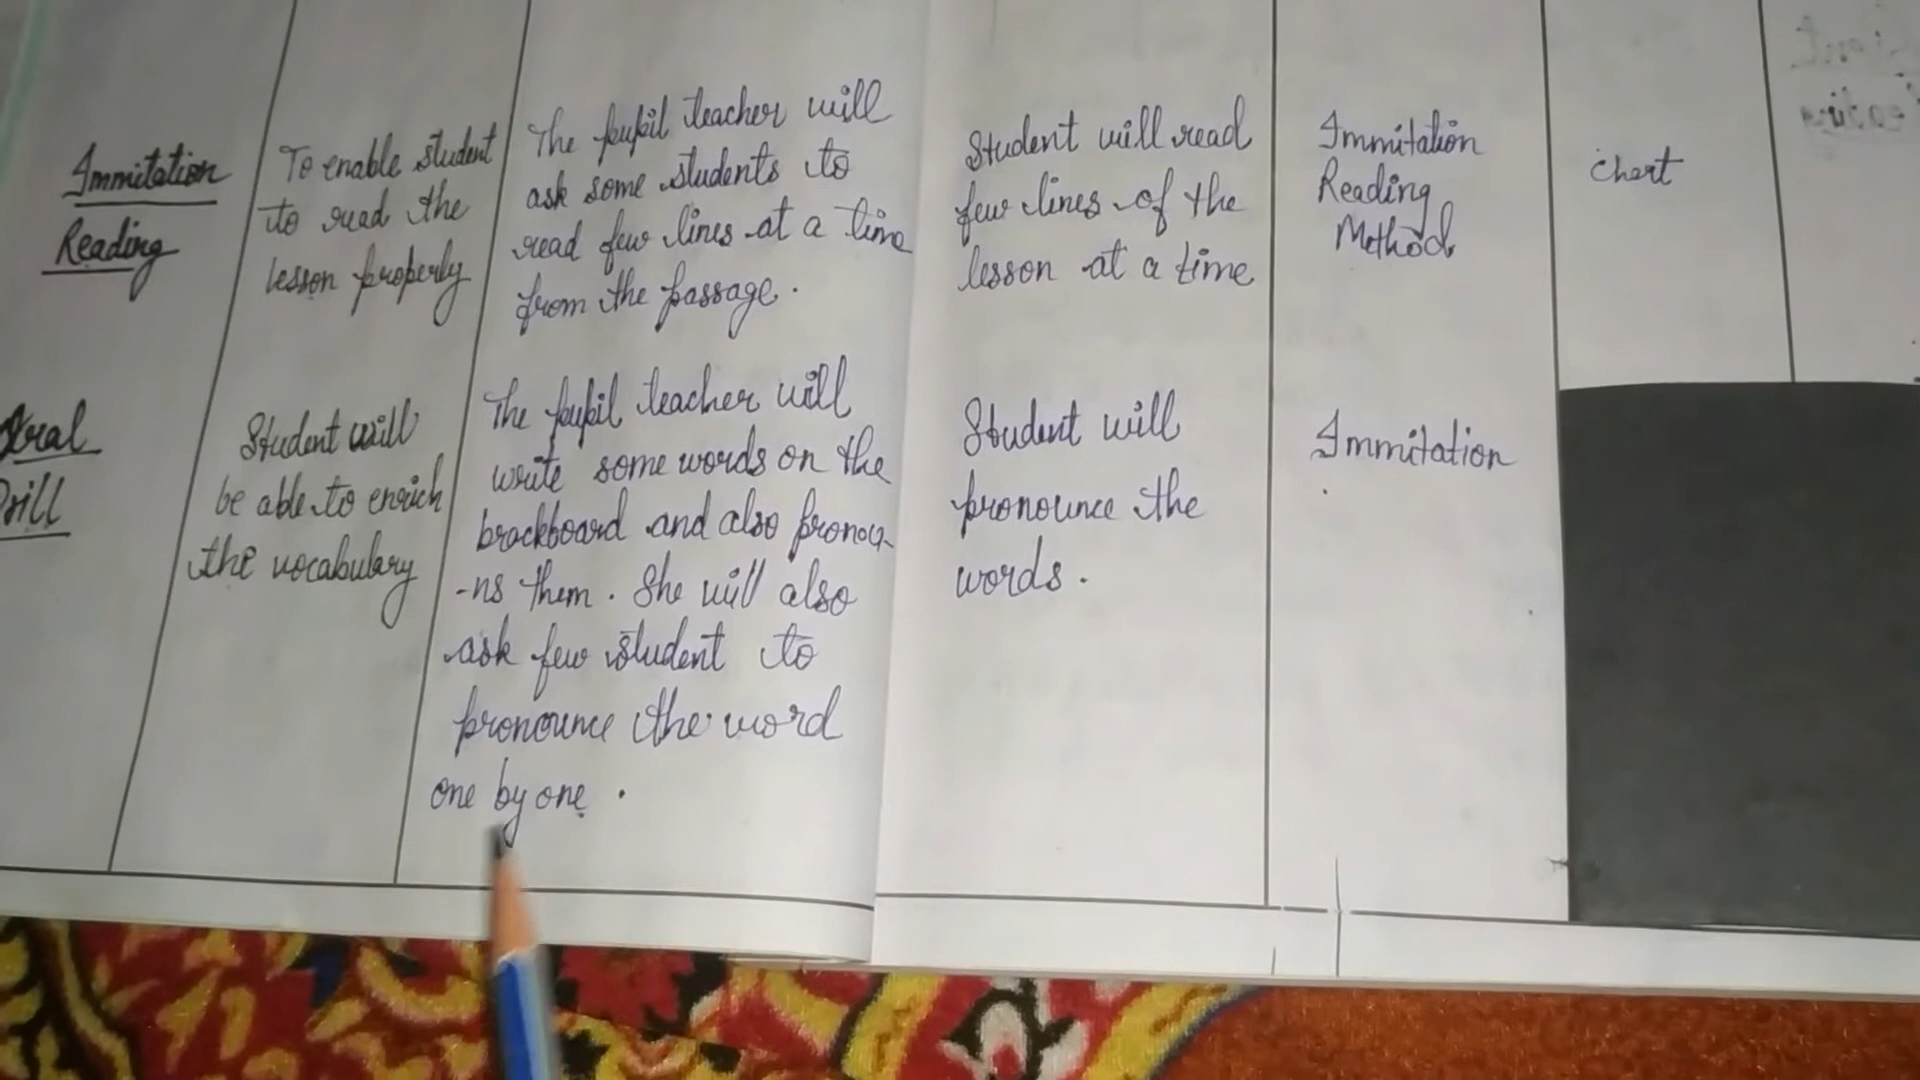 Immitation
Reading
To enable student
to read the
lesson properly
The pupil teacher will
ask some students to
read few lines at a time
from the passage.
Student will read
few lines of the
lesson at a time
Immitation
Reading
Method
chart
Oral
Drill
Student will
be able to enrich
the vocabulary
The pupil teacher will
write some words on the
brackboard and also pronou-
-ns them. She will also
ask few student to
pronounce the word
one by one.
Student will
pronounce the
words.
Immitation